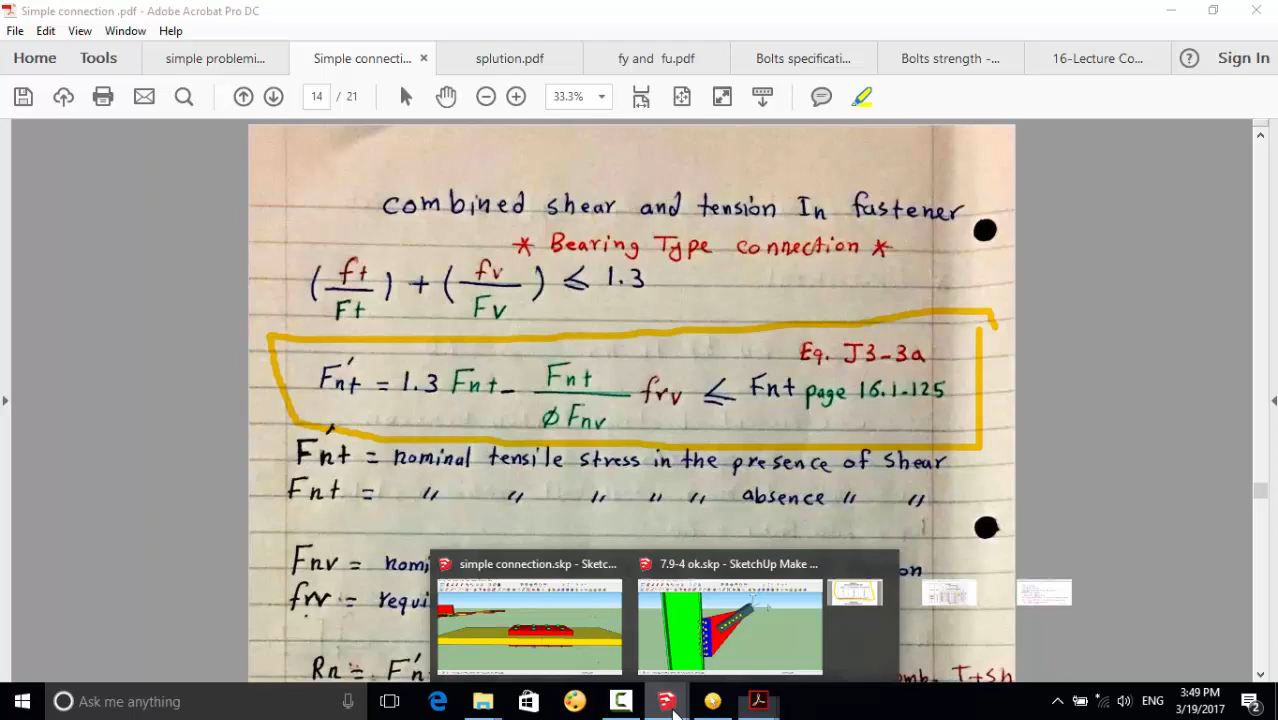 Simple connection .pdf - Adobe Acrobat Pro DC
File Edit View Window Help
Home Tools simple problemi... Simple connecti... × splution.pdf fy and fu.pdf Bolts specificati... Bolts strength -... 16-Lecture Co... Sign In
14 / 21 33.3%
combined shear and tension In fastener
* Bearing Type connection *
(ft/Ft) + (fv/Fv) ≤ 1.3
Eq. J3-3a
F'nt = 1.3 Fnt - Fnt/ØFnv frv ≤ Fnt page 16.1-125
F'nt = nominal tensile stress in the presence of shear
Fnt = " " " " " absence " "
Fnv = nomi
frv = requi
simple connection.skp - Sketc... 7.9-4 ok.skp - SketchUp Make ...
Rn = F'n
comb. T+sh
Ask me anything
ENG 3:49 PM
3/19/2017
2